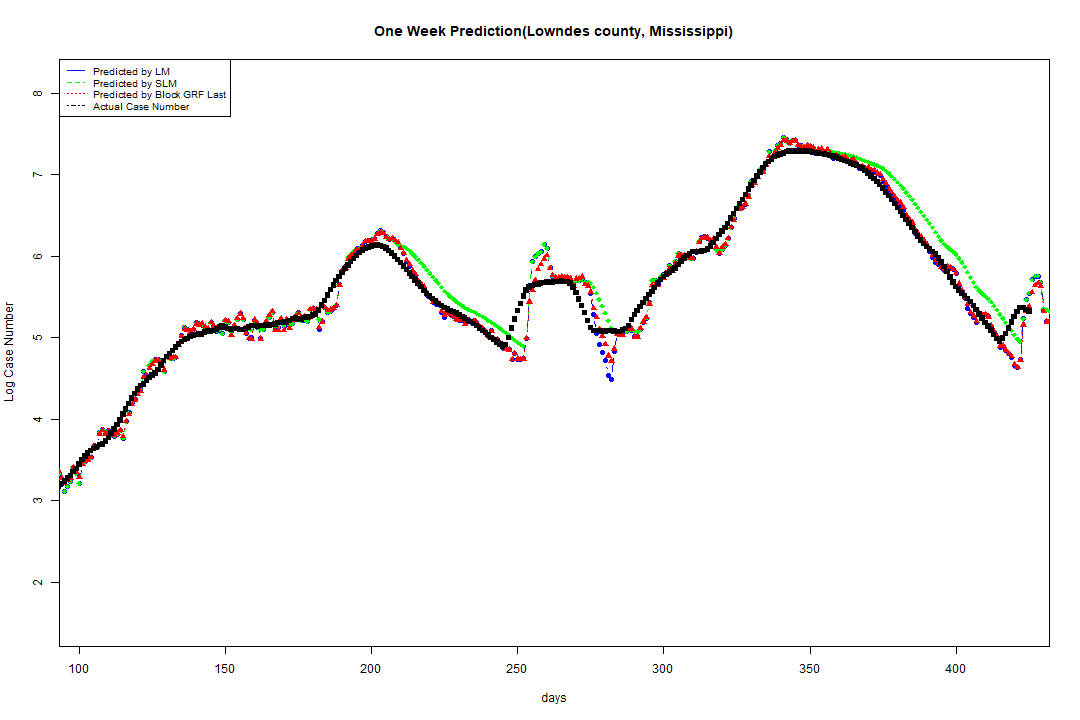 One Week Prediction(Lowndes county, Mississippi)
Predicted by LM
Predicted by SLM
Predicted by Block GRF Last
Actual Case Number
8
7
6
5
4
3
2
Log Case Number
100 150 200 250 300 350 400
days